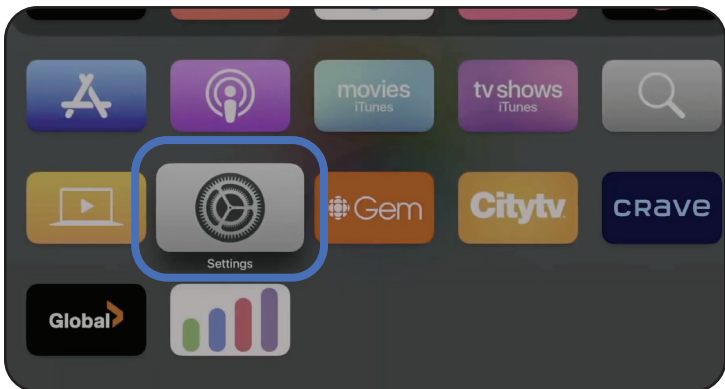 movies
iTunes
tv shows
iTunes
Gem
Citytv
CRAVE
Settings
Global